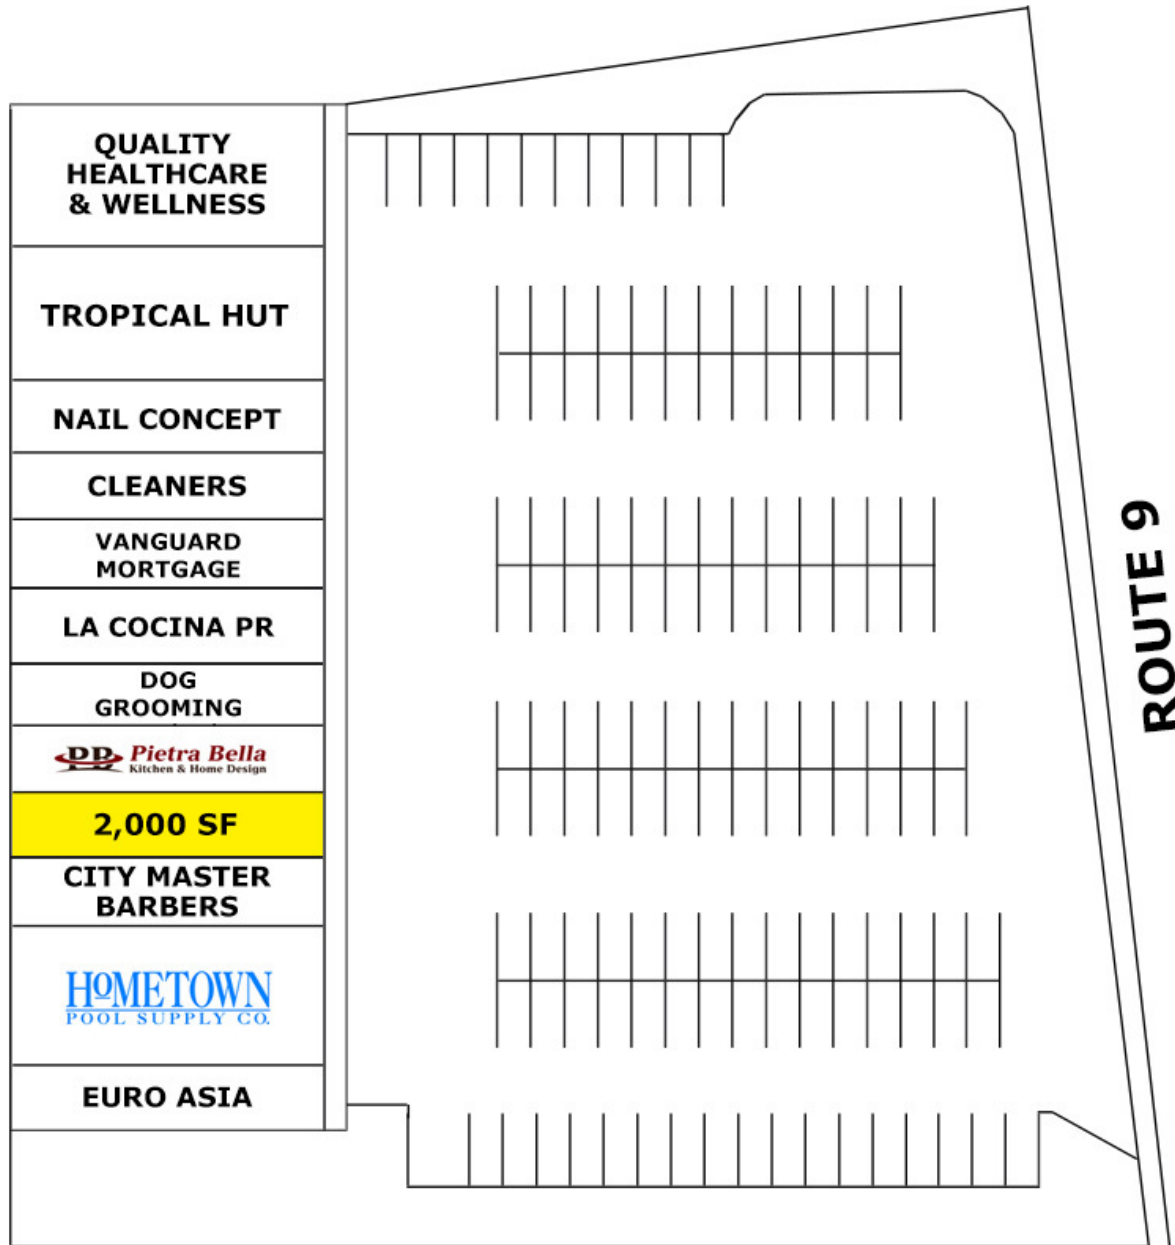 QUALITY
HEALTHCARE
& WELLNESS
TROPICAL HUT
NAIL CONCEPT
CLEANERS
VANGUARD
MORTGAGE
LA COCINA PR
DOG
GROOMING
PB Pietra Bella
Kitchen & Home Design
2,000 SF
CITY MASTER
BARBERS
HOMETOWN
POOL SUPPLY CO.
EURO ASIA
ROUTE 9